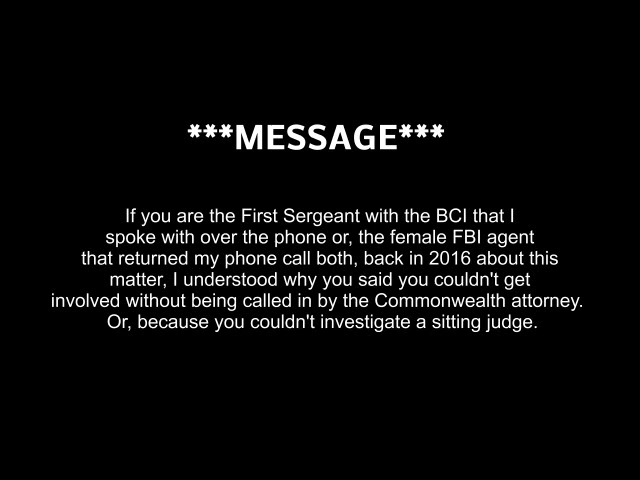 ***MESSAGE***
If you are the First Sergeant with the BCI that I
spoke with over the phone or, the female FBI agent
that returned my phone call both, back in 2016 about this
matter, I understood why you said you couldn't get
involved without being called in by the Commonwealth attorney.
Or, because you couldn't investigate a sitting judge.